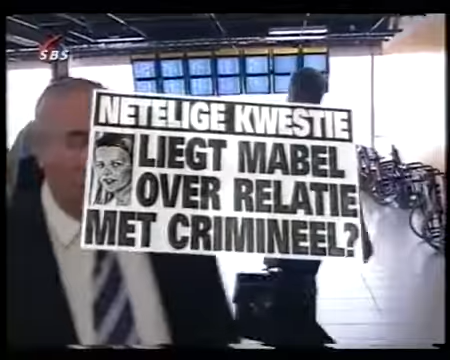 SBS
NETELIGE KWESTIE
LIEGT MABEL
OVER RELATIE
MET CRIMINEEL?